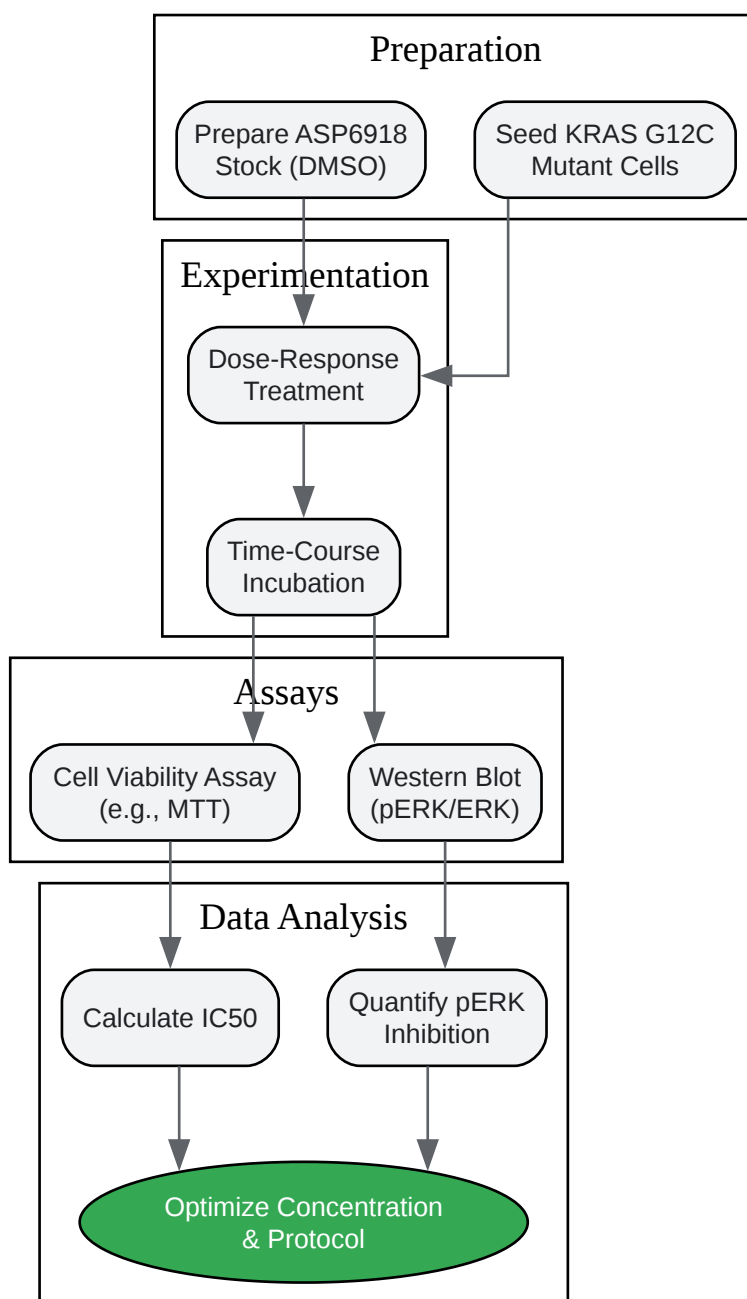 Preparation
Prepare ASP6918
Stock (DMSO)
Seed KRAS G12C
Mutant Cells
Experimentation
Dose-Response
Treatment
Time-Course
Incubation
Assays
Cell Viability Assay
(e.g., MTT)
Western Blot
(pERK/ERK)
Data Analysis
Calculate IC50
Quantify pERK
Inhibition
Optimize Concentration
& Protocol